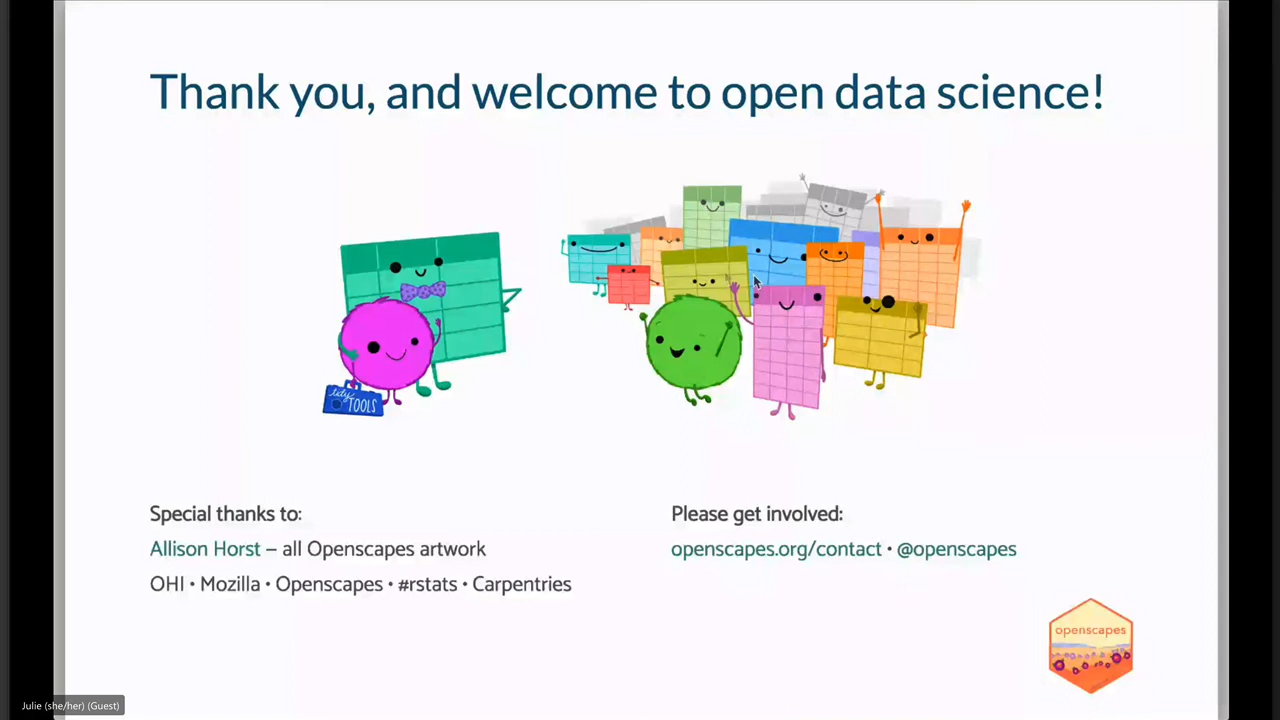 Thank you, and welcome to open data science!
tidy
TOOLS
Special thanks to:
Allison Horst – all Openscapes artwork
OHI • Mozilla • Openscapes • #rstats • Carpentries
Please get involved:
openscapes.org/contact • @openscapes
openscapes
Julie (she/her) (Guest)